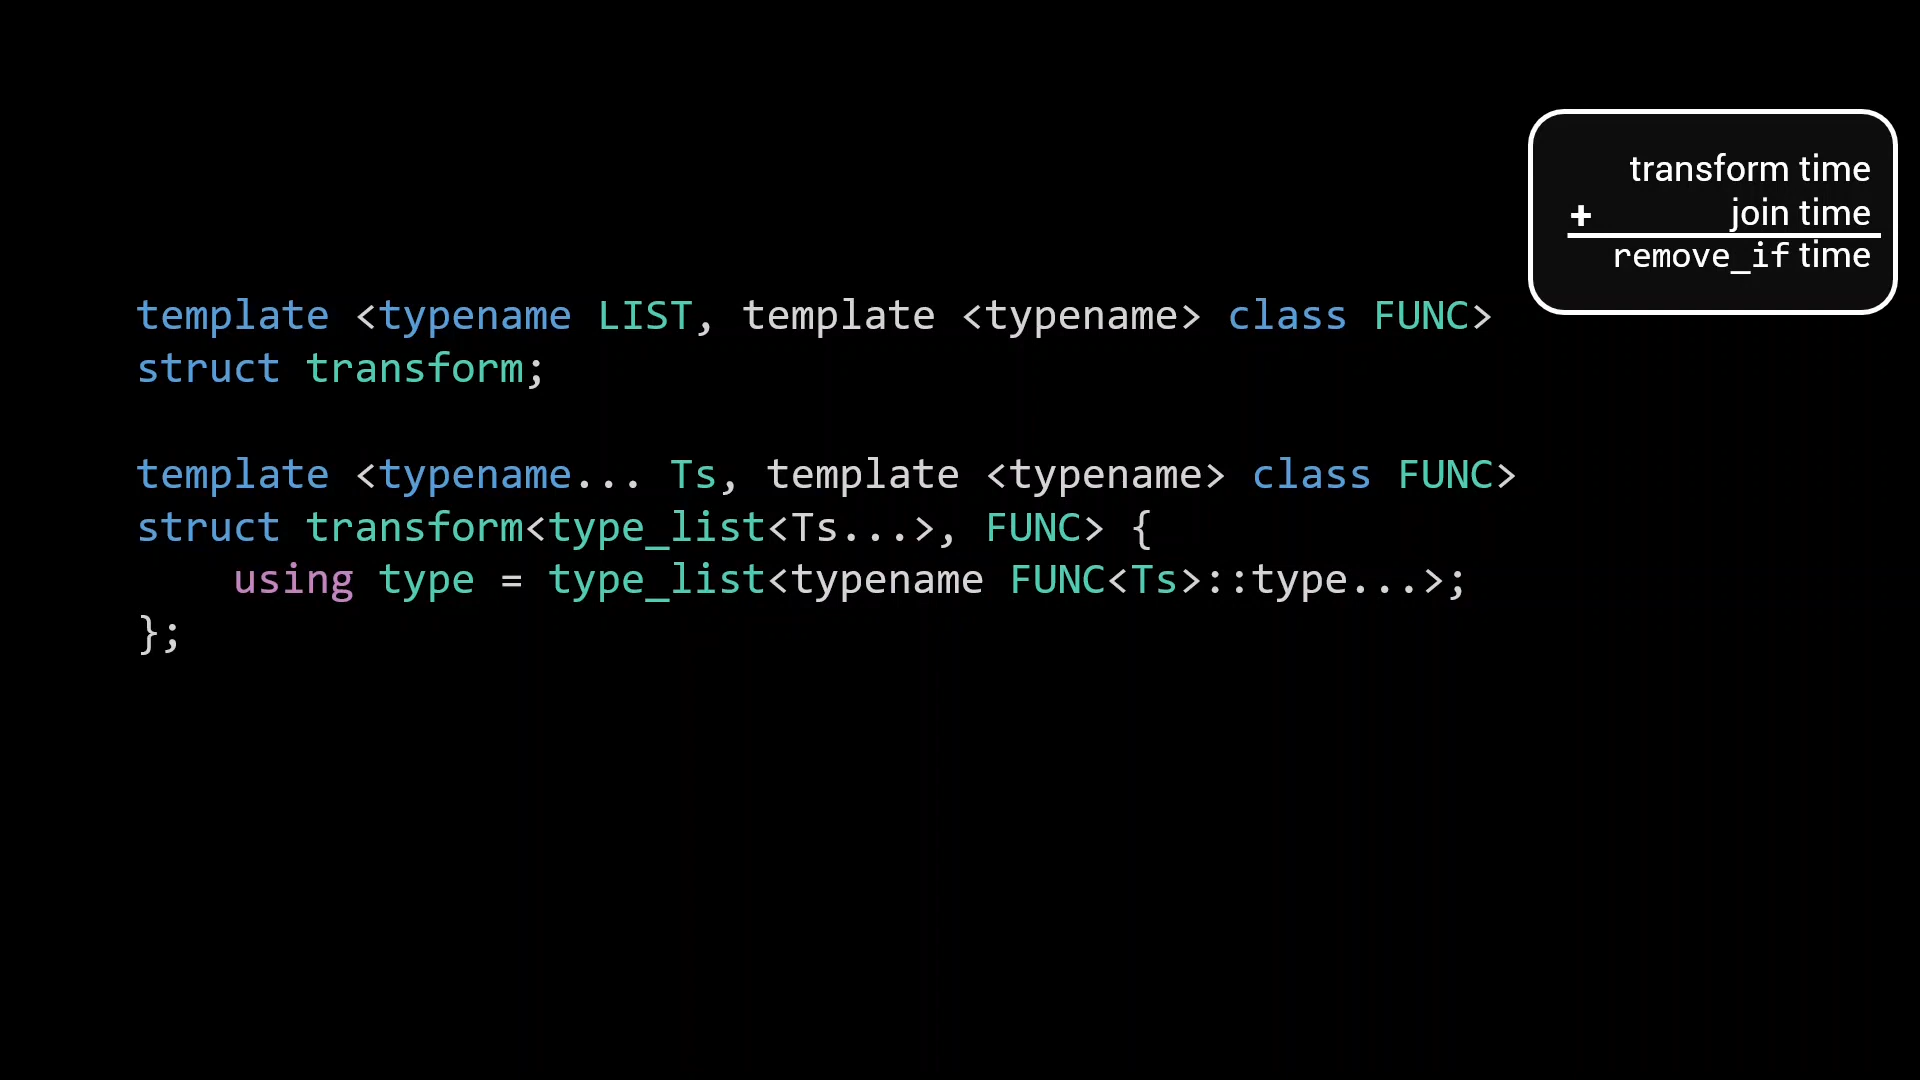 transform time
+ join time
remove_if time
template <typename LIST, template <typename> class FUNC>
struct transform;
template <typename... Ts, template <typename> class FUNC>
struct transform<type_list<Ts...>, FUNC> {
    using type = type_list<typename FUNC<Ts>::type...>;
};